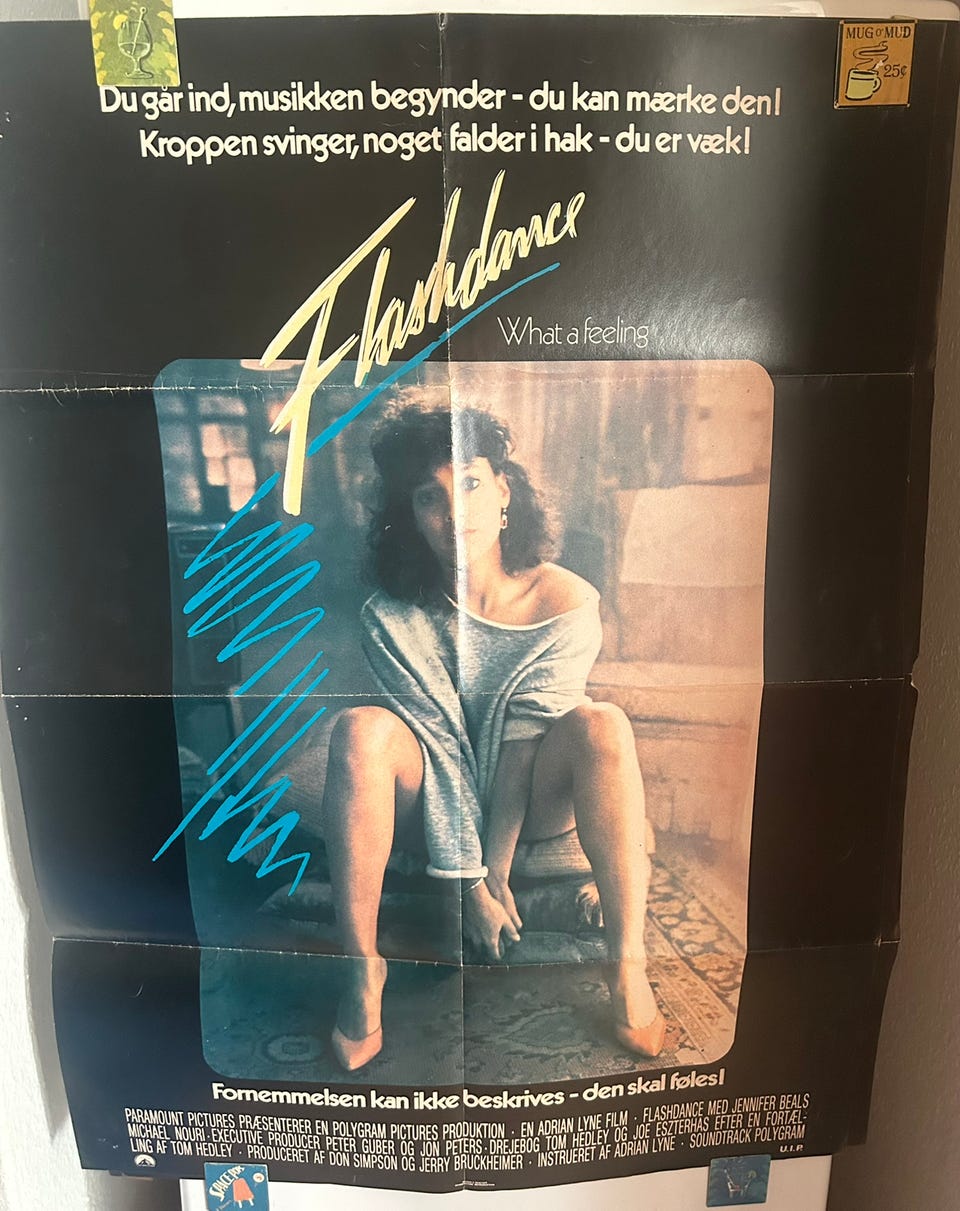 MUG O' MUD
25¢
Du går ind, musikken begynder - du kan mærke den!
Kroppen svinger, noget falder i hak - du er væk!
Flashdance
What a feeling
Fornemmelsen kan ikke beskrives - den skal føles!
PARAMOUNT PICTURES PRÆSENTERER EN POLYGRAM PICTURES PRODUKTION · EN ADRIAN LYNE FILM · FLASHDANCE MED JENNIFER BEALS
MICHAEL NOURI · EXECUTIVE PRODUCER PETER GUBER OG JON PETERS · DREJEBOG TOM HEDLEY OG JOE ESZTERHAS EFTER EN FORTÆL-
LING AF TOM HEDLEY · PRODUCERET AF DON SIMPSON OG JERRY BRUCKHEIMER · INSTRUERET AF ADRIAN LYNE · SOUNDTRACK POLYGRAM
U.I.P.
SPACE POPS